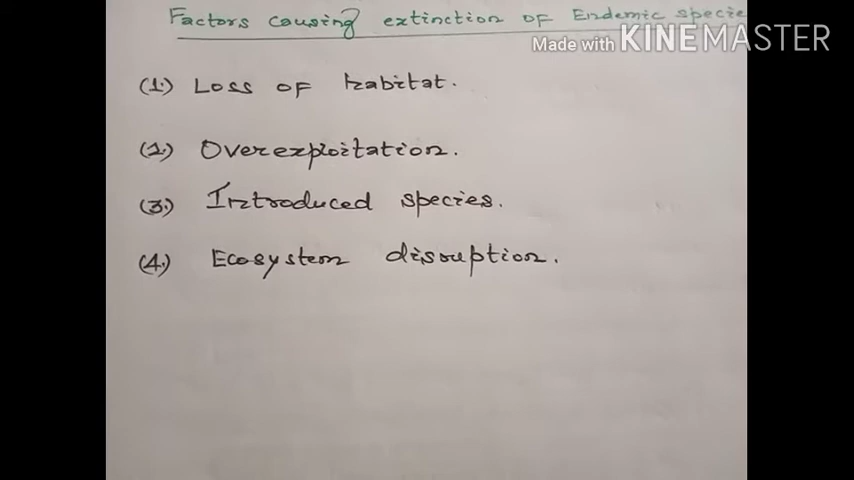 Factors causing extinction of Endemic specie
Made with KINEMASTER
(1.) Loss of habitat.
(2.) Overexploitation.
(3.) Introduced species.
(4.) Ecosystem disruption.